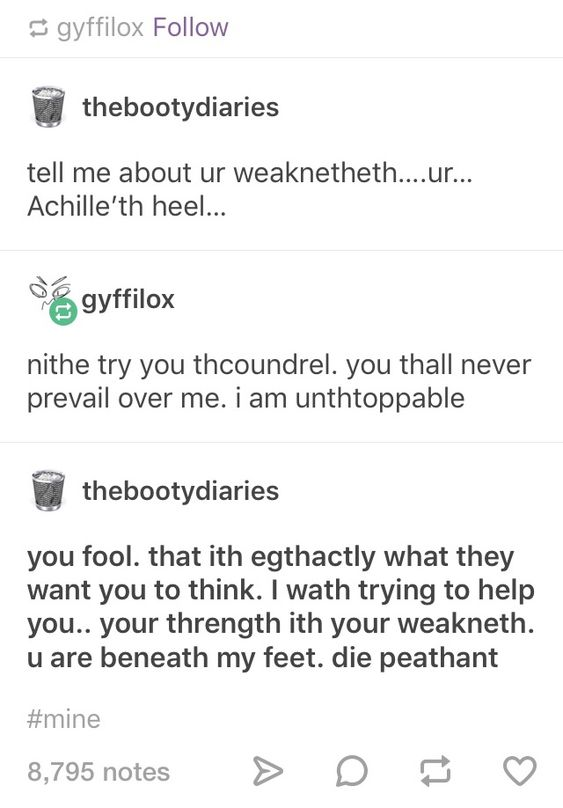 gyffilox Follow
thebootydiaries
tell me about ur weaknetheth....ur...
Achille'th heel...
gyffilox
nithe try you thcoundrel. you thall never
prevail over me. i am unthtoppable
thebootydiaries
you fool. that ith egthactly what they
want you to think. I wath trying to help
you.. your thrength ith your weakneth.
u are beneath my feet. die peathant
#mine
8,795 notes